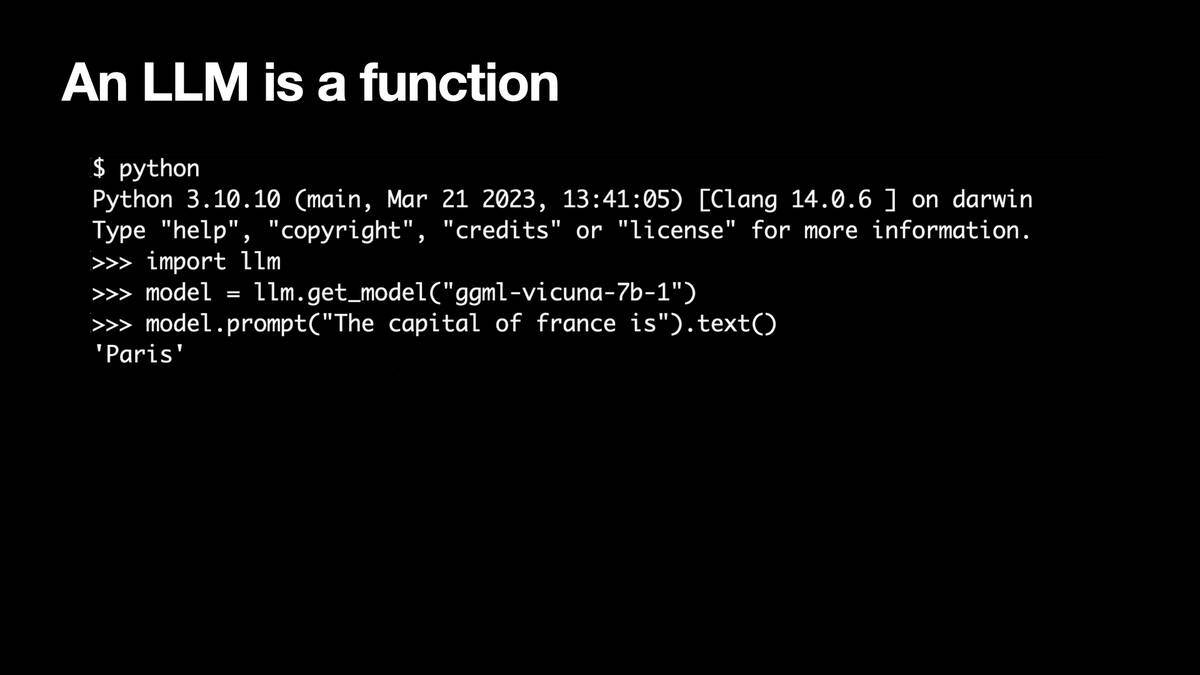 An LLM is a function
$ python
Python 3.10.10 (main, Mar 21 2023, 13:41:05) [Clang 14.0.6 ] on darwin
Type "help", "copyright", "credits" or "license" for more information.
>>> import llm
>>> model = llm.get_model("ggml-vicuna-7b-1")
>>> model.prompt("The capital of france is").text()
'Paris'